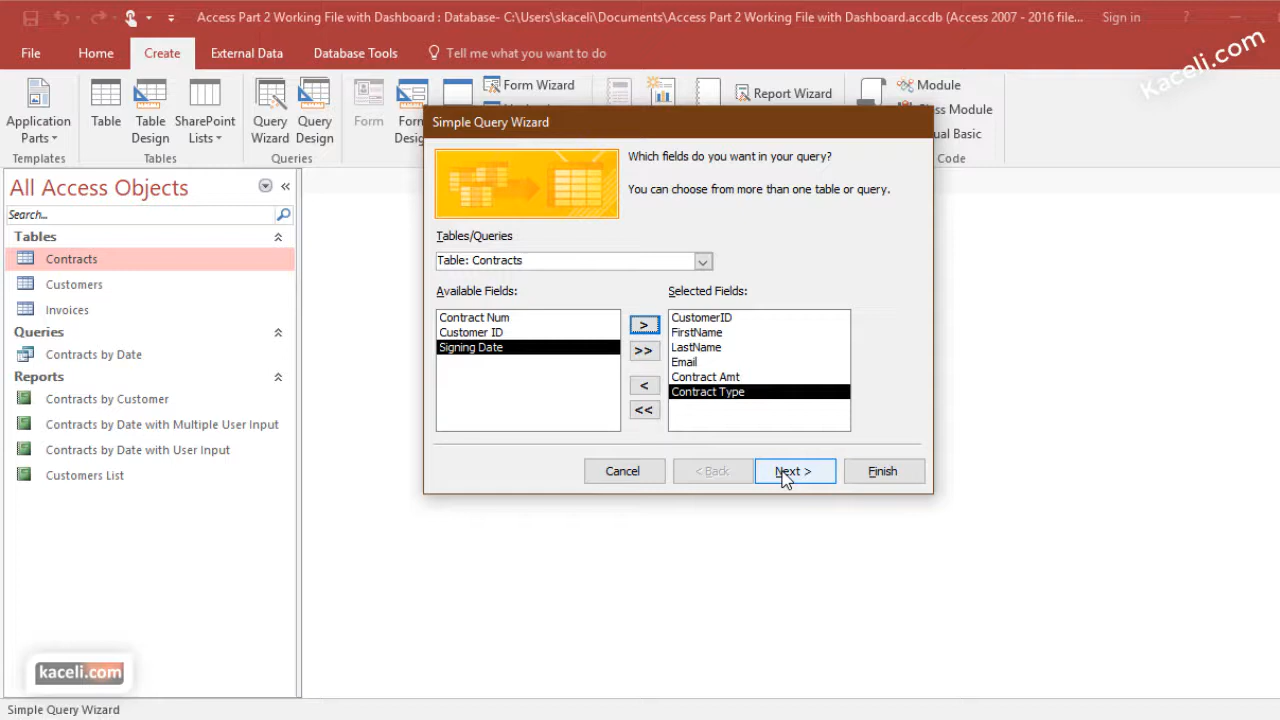 Access Part 2 Working File with Dashboard : Database- C:\Users\skaceli\Documents\Access Part 2 Working File with Dashboard.accdb (Access 2007 - 2016 file... Sign in ?
Kaceli.com
File Home Create External Data Database Tools Tell me what you want to do
Application Parts
Table
Table Design
SharePoint Lists
Query Wizard
Query Design
Form
Form Desig
Form Wizard
Report Wizard
Module
Class Module
Visual Basic
Templates Tables Queries Code
Simple Query Wizard
Which fields do you want in your query?
You can choose from more than one table or query.
Tables/Queries
Table: Contracts
Available Fields:
Contract Num
Customer ID
Signing Date
>
>>
<
<<
Selected Fields:
CustomerID
FirstName
LastName
Email
Contract Amt
Contract Type
Cancel < Back Next > Finish
All Access Objects «
Search...
Tables
Contracts
Customers
Invoices
Queries
Contracts by Date
Reports
Contracts by Customer
Contracts by Date with Multiple User Input
Contracts by Date with User Input
Customers List
kaceli.com
Simple Query Wizard